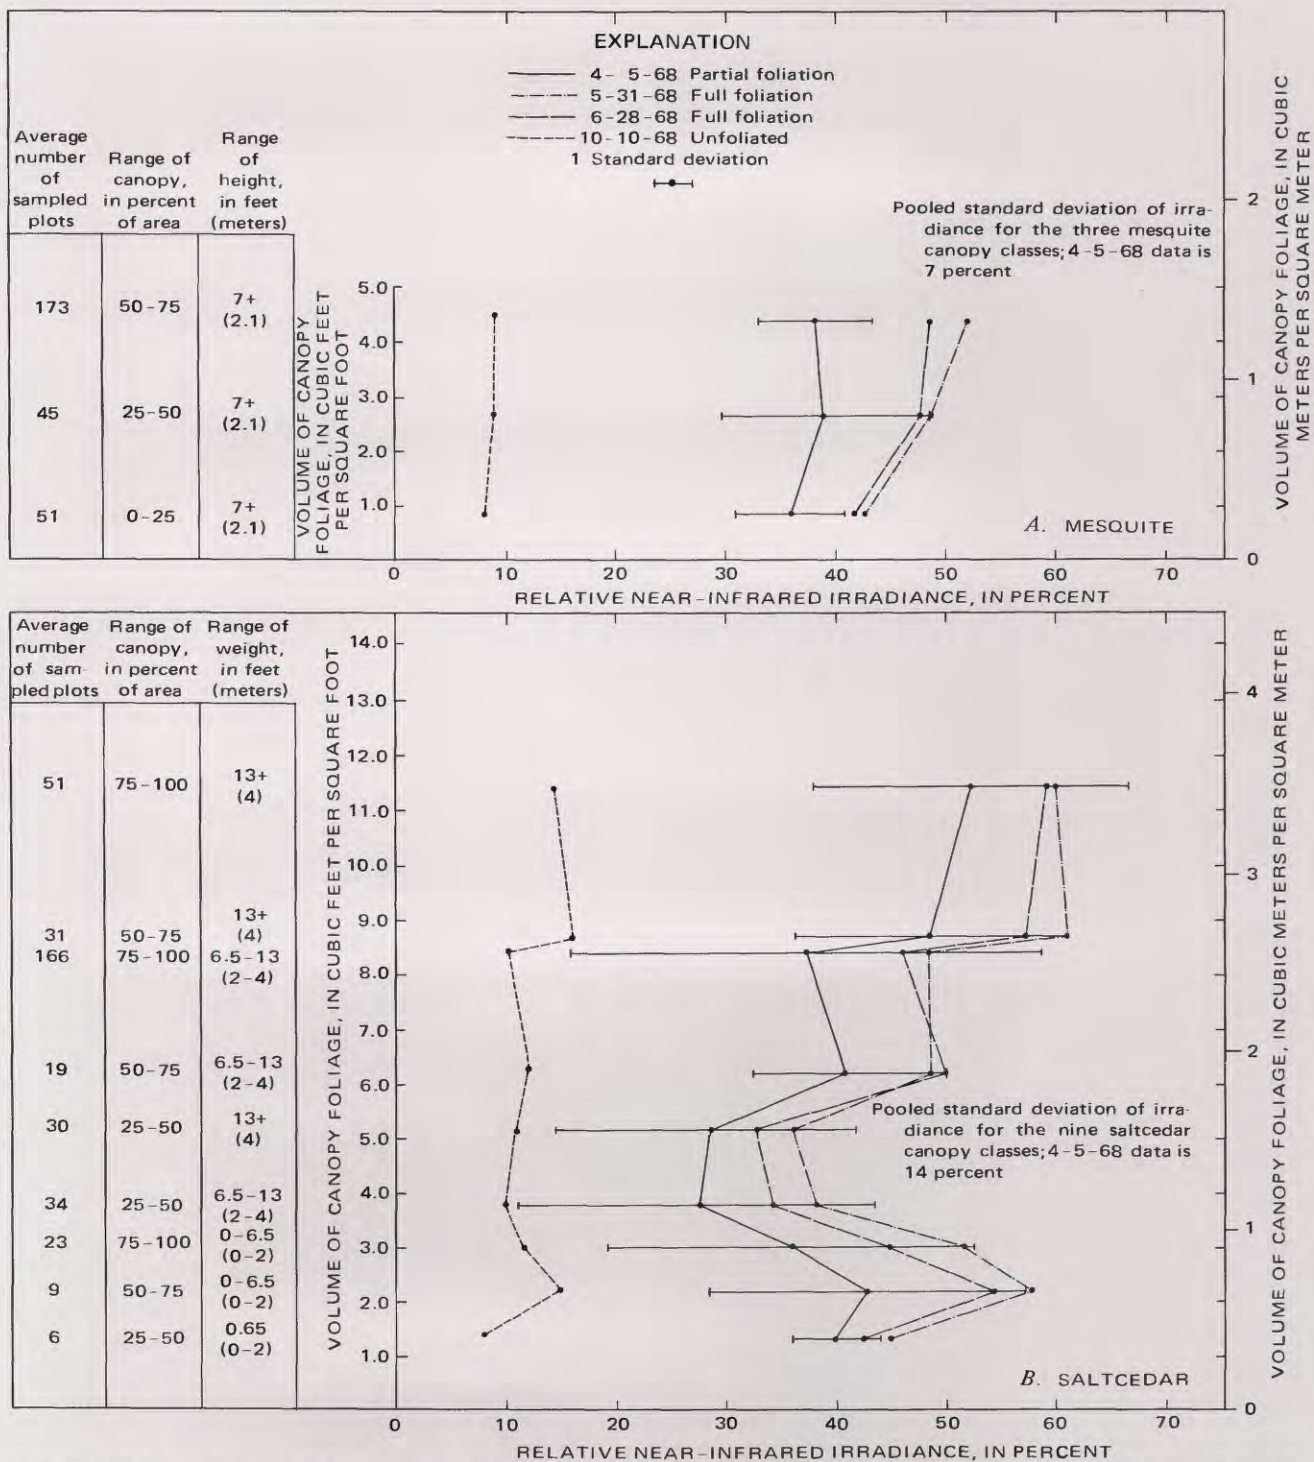 EXPLANATION
4- 5-68 Partial foliation
5-31-68 Full foliation
6-28-68 Full foliation
10-10-68 Unfoliated
1 Standard deviation
Average
number
of
sampled
plots
Range of
canopy,
in percent
of area
Range
of
height,
in feet
(meters)
173
50-75
7+
(2.1)
45
25-50
7+
(2.1)
51
0-25
7+
(2.1)
VOLUME OF CANOPY
FOLIAGE, IN CUBIC FEET
PER SQUARE FOOT
5.0
4.0
3.0
2.0
1.0
Pooled standard deviation of irra-
diance for the three mesquite
canopy classes; 4-5-68 data is
7 percent
A. MESQUITE
2
1
0
VOLUME OF CANOPY FOLIAGE, IN CUBIC
METERS PER SQUARE METER
0 10 20 30 40 50 60 70
RELATIVE NEAR-INFRARED IRRADIANCE, IN PERCENT
Average
number
of sam-
pled plots
Range of
canopy,
in percent
of area
Range of
weight,
in feet
(meters)
51
75-100
13+
(4)
31
50-75
13+
(4)
166
75-100
6.5-13
(2-4)
19
50-75
6.5-13
(2-4)
30
25-50
13+
(4)
34
25-50
6.5-13
(2-4)
23
75-100
0-6.5
(0-2)
9
50-75
0-6.5
(0-2)
6
25-50
0.65
(0-2)
VOLUME OF CANOPY FOLIAGE, IN CUBIC FEET PER SQUARE FOOT
14.0
13.0
12.0
11.0
10.0
9.0
8.0
7.0
6.0
5.0
4.0
3.0
2.0
1.0
Pooled standard deviation of irra-
diance for the nine saltcedar
canopy classes; 4-5-68 data is
14 percent
B. SALTCEDAR
4
3
2
1
0
VOLUME OF CANOPY FOLIAGE, IN CUBIC METERS PER SQUARE METER
0 10 20 30 40 50 60 70
RELATIVE NEAR-INFRARED IRRADIANCE, IN PERCENT